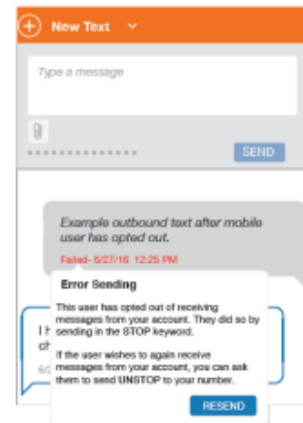 New Text
Type a message
SEND
Example outbound text after mobile
user has opted out.
Failed- 6/27/16 12:25 PM
Error Sending
This user has opted out of receiving
messages from your account. They did so by
sending in the STOP keyword.
If the user wishes to again receive
messages from your account, you can ask
them to send UNSTOP to your number.
RESEND